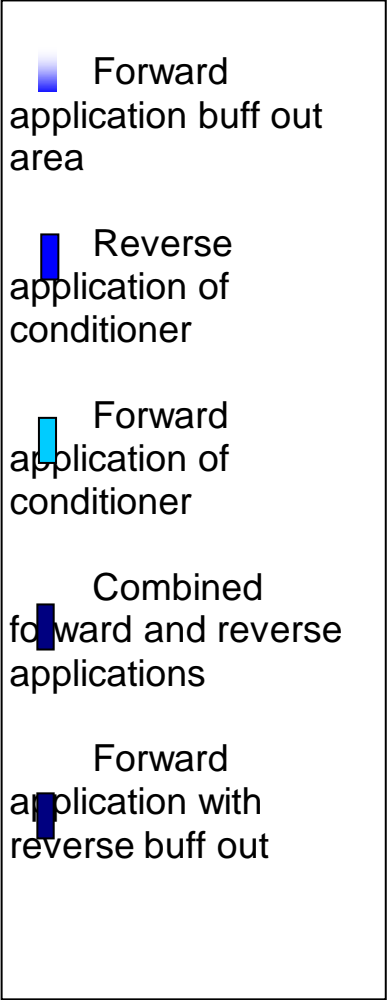 Forward
application buff out
area
Reverse
application of
conditioner
Forward
application of
conditioner
Combined
forward and reverse
applications
Forward
application with
reverse buff out